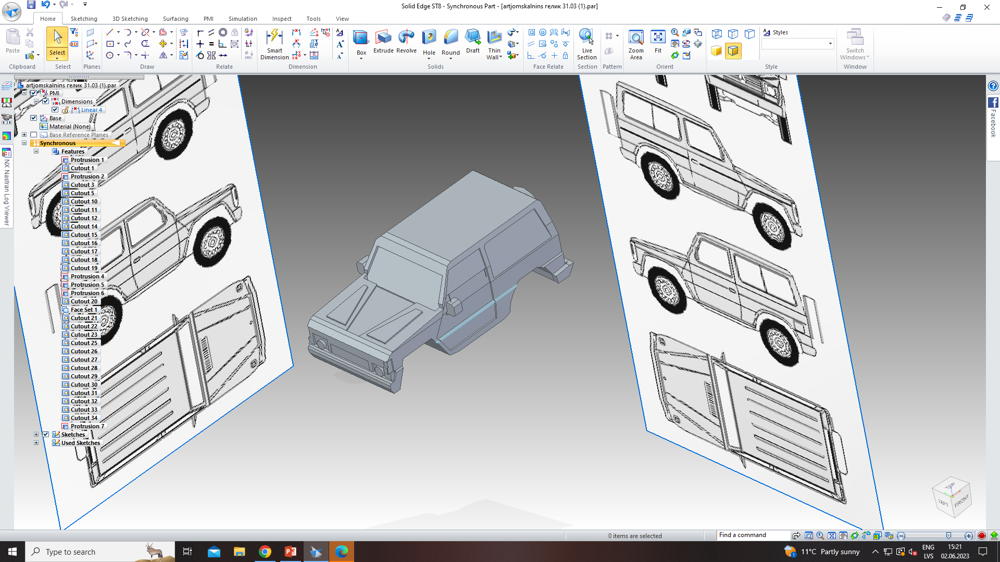 Solid Edge ST8 - Synchronous Part - [artjomskalnins гелик 31.03 (1).par]
Home Sketching 3D Sketching Surfacing PMI Simulation Inspect Tools View
Paste
Select
Smart Dimension
Box Extrude Revolve Hole Round Draft Thin Wall
Live Section
Zoom Area
Fit
Styles
Switch Windows
Clipboard Select Planes Draw Relate Dimension Solids Face Relate Section Pattern Orient Style Window
artjomskalnins гелик 31.03 (1).par
PMI
Dimensions
Linear 4
Base
Material (None)
Base Reference Planes
Synchronous
Features
Protrusion 1
Cutout 1
Protrusion 2
Cutout 3
Cutout 5
Cutout 10
Cutout 11
Cutout 12
Cutout 14
Cutout 15
Cutout 16
Cutout 17
Cutout 18
Cutout 19
Protrusion 4
Protrusion 5
Protrusion 6
Cutout 20
Face Set 1
Cutout 21
Cutout 22
Cutout 23
Cutout 25
Cutout 26
Cutout 27
Cutout 28
Cutout 29
Cutout 30
Cutout 31
Cutout 32
Cutout 33
Cutout 34
Protrusion 7
Sketches
Used Sketches
NX Nastran Log Viewer
Facebook
TOP
LEFT
FRONT
0 items are selected
Find a command
Type to search
11°C Partly sunny
ENG
LVS
15:21
02.06.2023